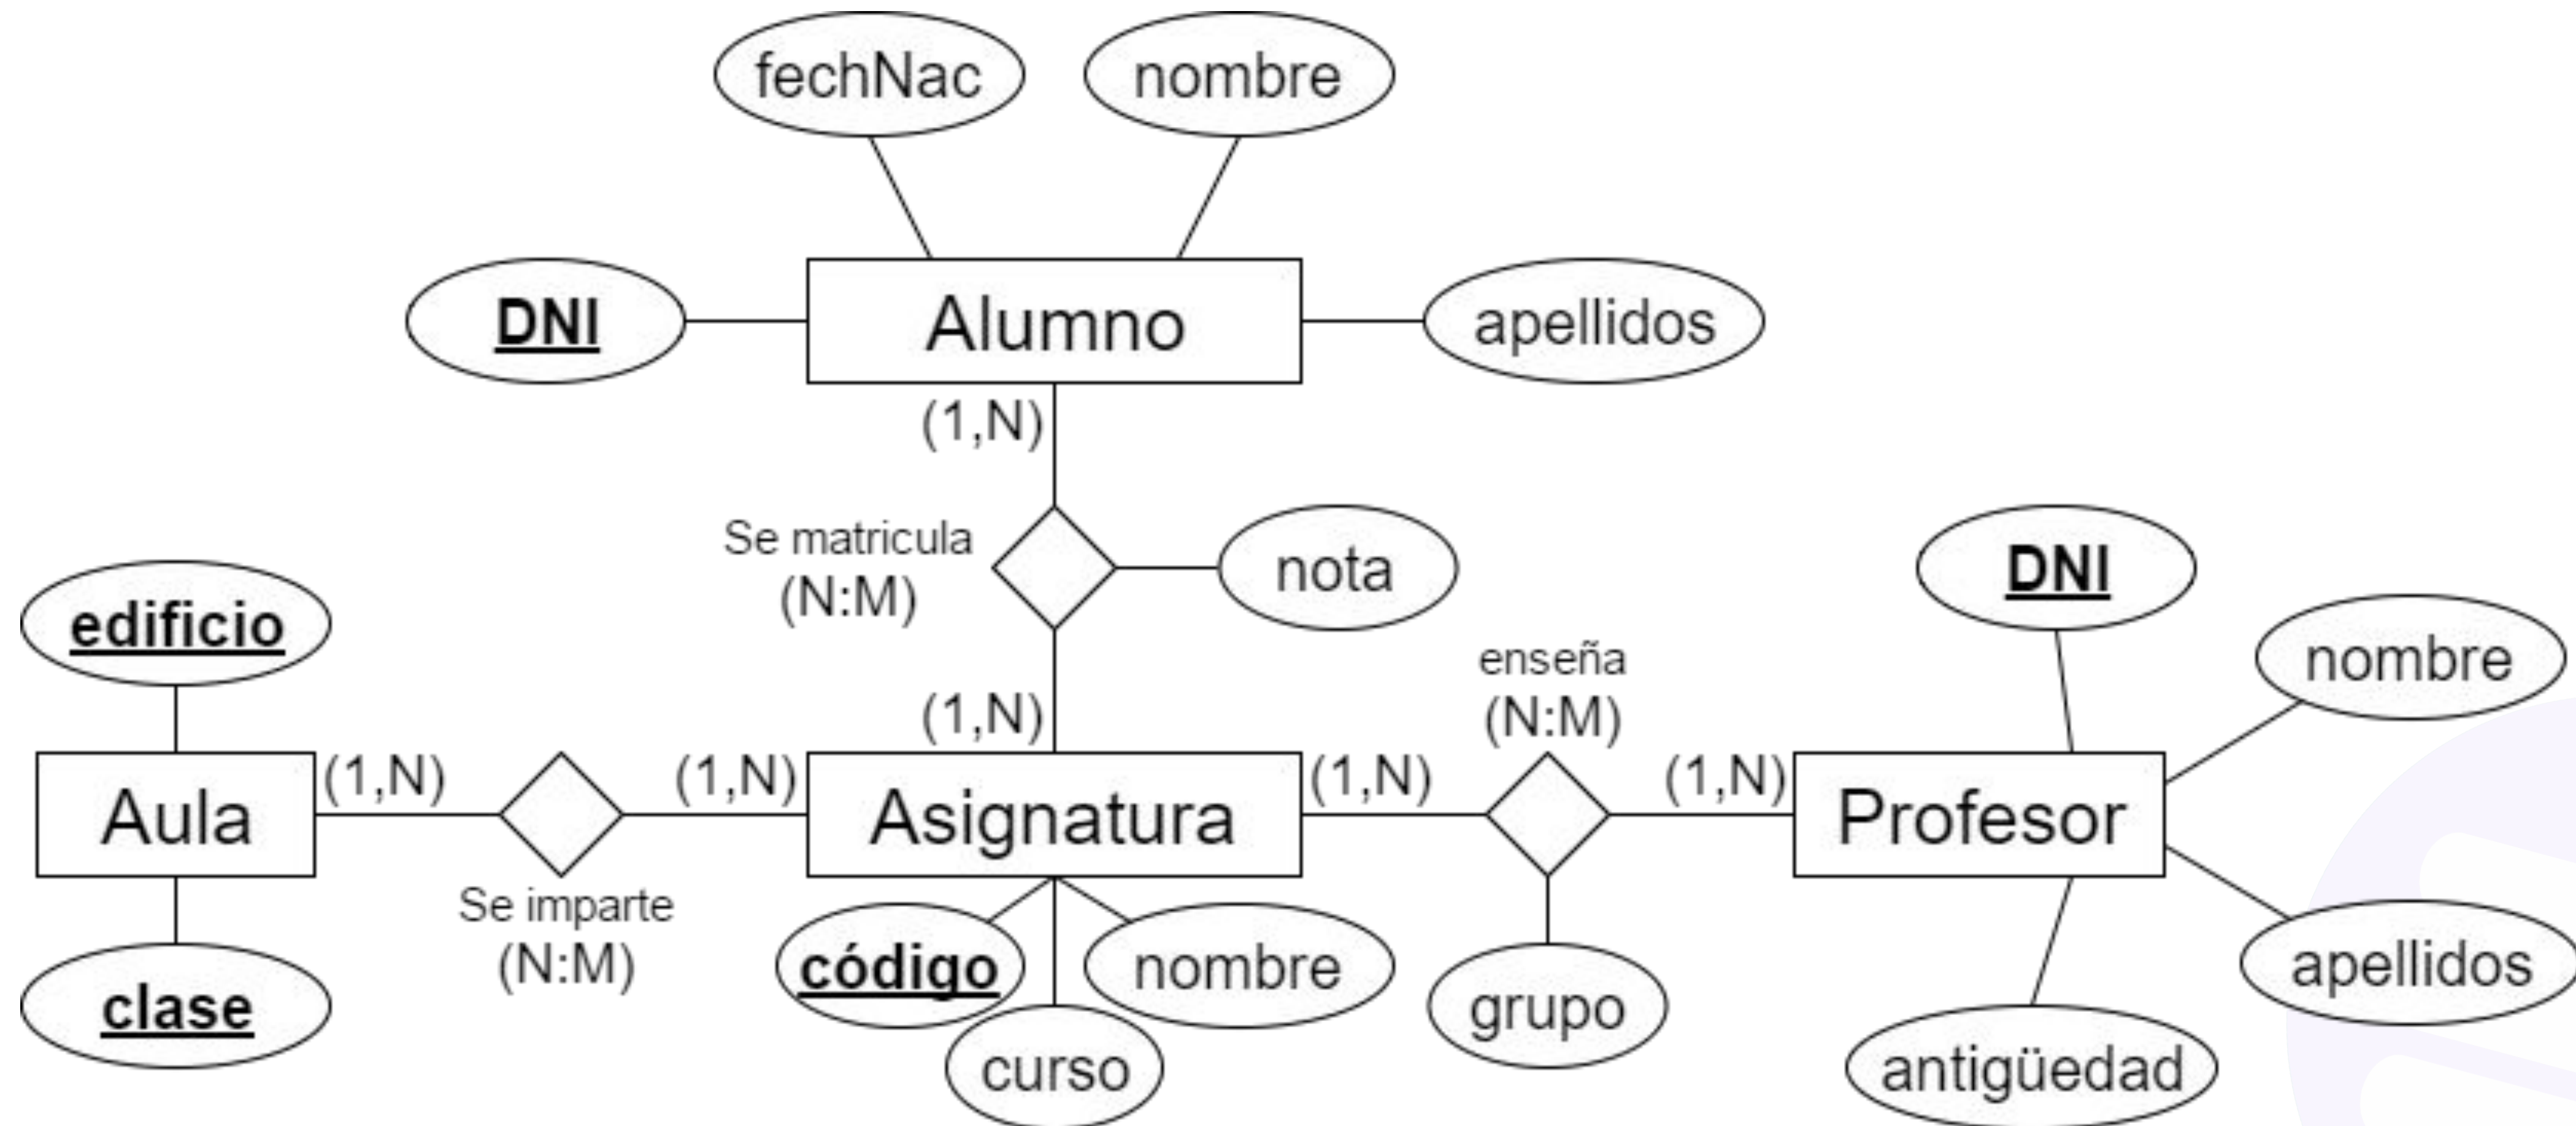 fechNac
nombre
DNI
Alumno
apellidos
(1,N)
Se matricula
(N:M)
nota
DNI
edificio
enseña
(N:M)
nombre
(1,N)
Aula
(1,N)
(1,N)
Asignatura
(1,N)
(1,N)
Profesor
Se imparte
(N:M)
código
nombre
apellidos
clase
grupo
curso
antigüedad